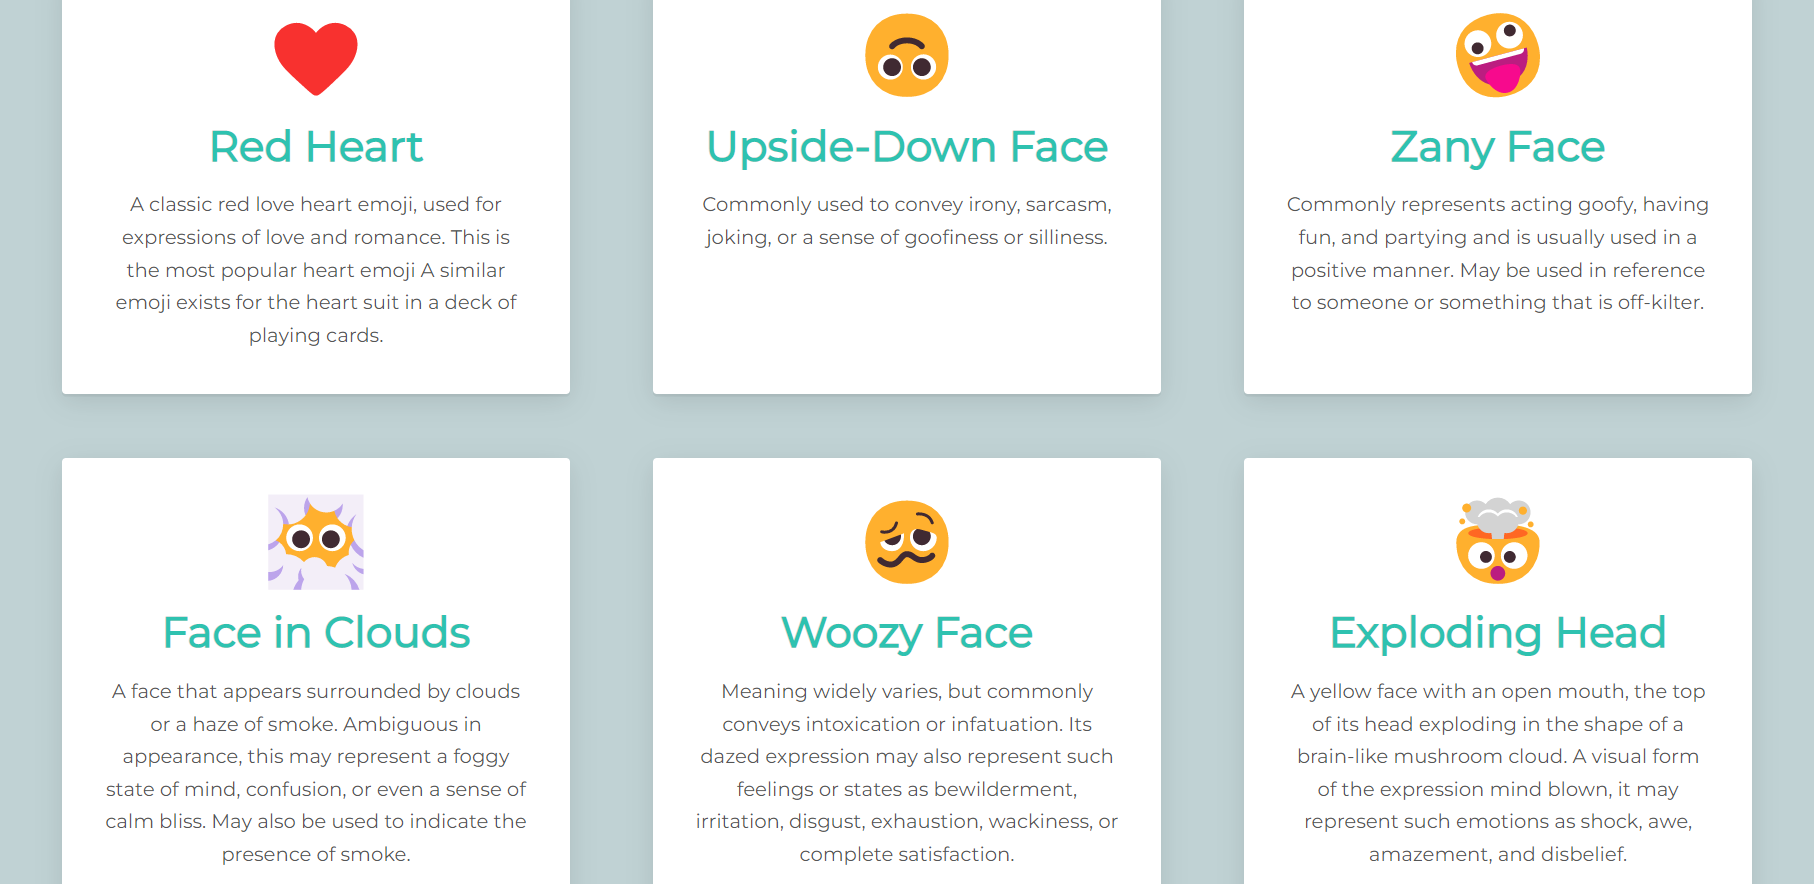 Red Heart
A classic red love heart emoji, used for
expressions of love and romance. This is
the most popular heart emoji A similar
emoji exists for the heart suit in a deck of
playing cards.
Upside-Down Face
Commonly used to convey irony, sarcasm,
joking, or a sense of goofiness or silliness.
Zany Face
Commonly represents acting goofy, having
fun, and partying and is usually used in a
positive manner. May be used in reference
to someone or something that is off-kilter.
Face in Clouds
A face that appears surrounded by clouds
or a haze of smoke. Ambiguous in
appearance, this may represent a foggy
state of mind, confusion, or even a sense of
calm bliss. May also be used to indicate the
presence of smoke.
Woozy Face
Meaning widely varies, but commonly
conveys intoxication or infatuation. Its
dazed expression may also represent such
feelings or states as bewilderment,
irritation, disgust, exhaustion, wackiness, or
complete satisfaction.
Exploding Head
A yellow face with an open mouth, the top
of its head exploding in the shape of a
brain-like mushroom cloud. A visual form
of the expression mind blown, it may
represent such emotions as shock, awe,
amazement, and disbelief.